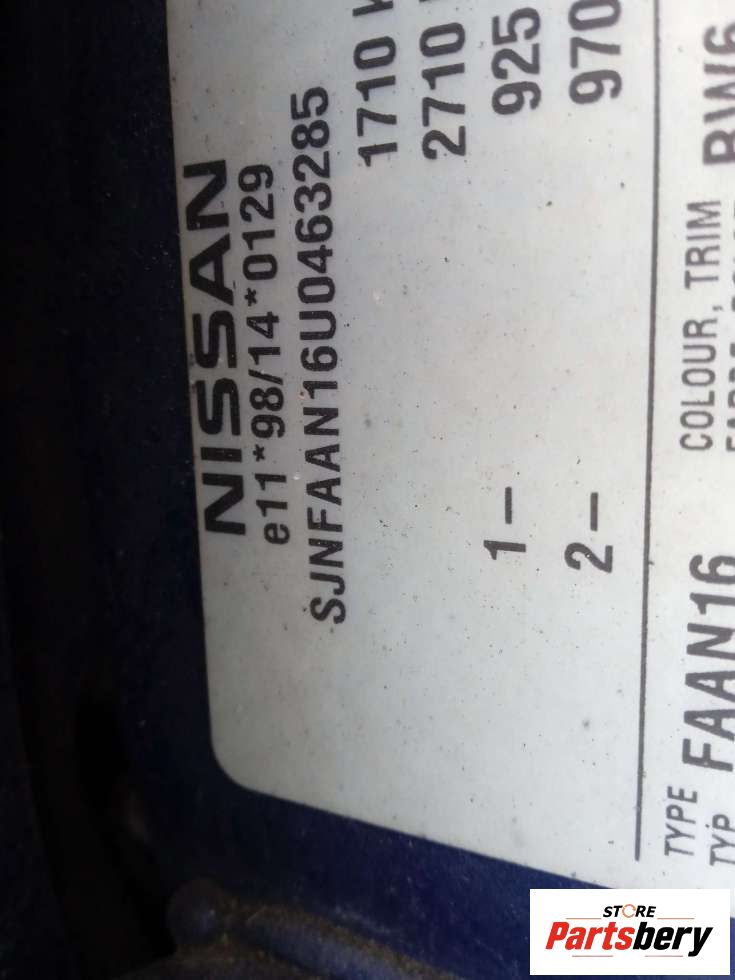 NISSAN
e11*98/14*0129
SJNFAAN16U0463285
1710 K
2710
1– 925
2– 970
TYPE
TYP
FAAN16
COLOUR, TRIM
BW6
STORE
Partsbery